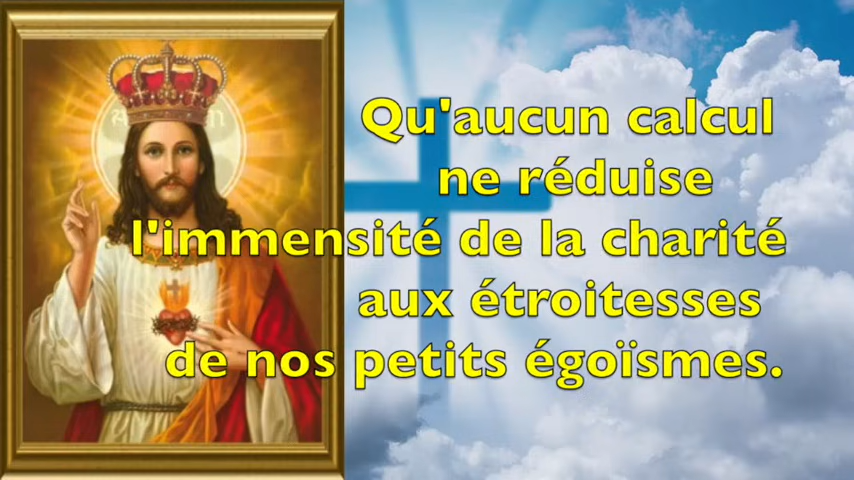 Qu'aucun calcul
ne réduise
l'immensité de la charité
aux étroitesses
de nos petits égoïsmes.